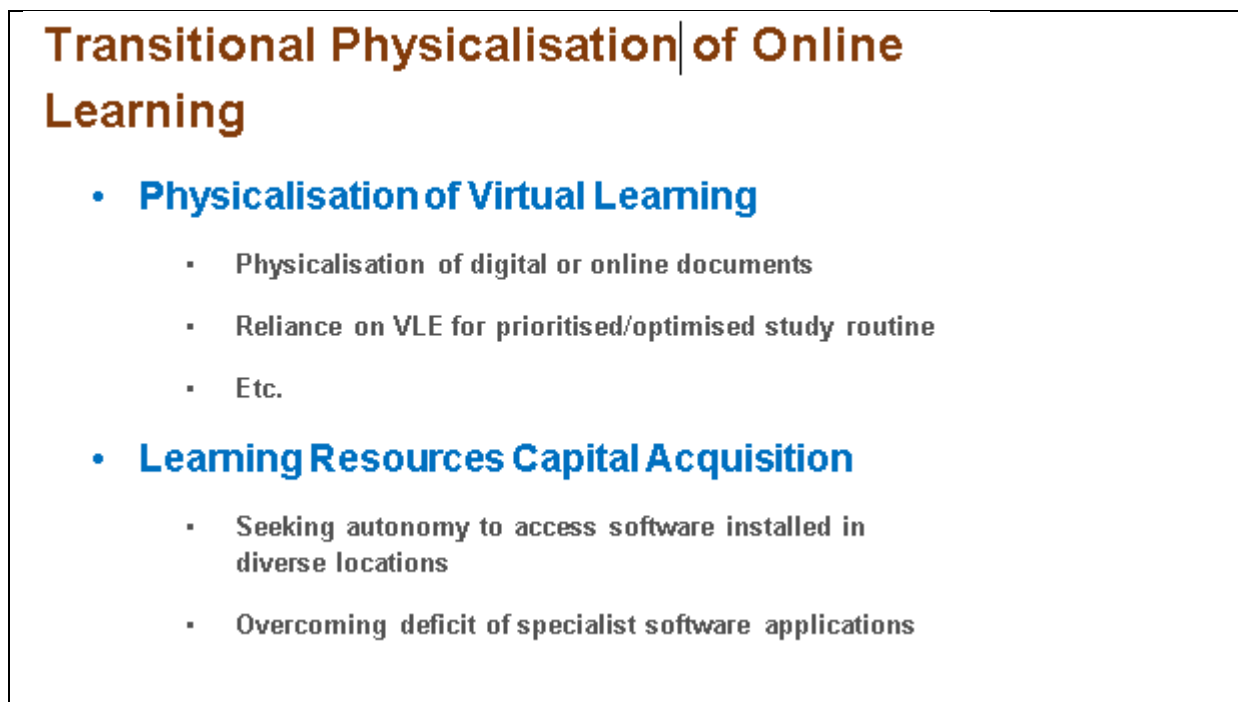 Transitional Physicalisation of Online
Learning
• Physicalisation of Virtual Learning
▪ Physicalisation of digital or online documents
▪ Reliance on VLE for prioritised/optimised study routine
▪ Etc.
• Learning Resources Capital Acquisition
▪ Seeking autonomy to access software installed in
diverse locations
▪ Overcoming deficit of specialist software applications